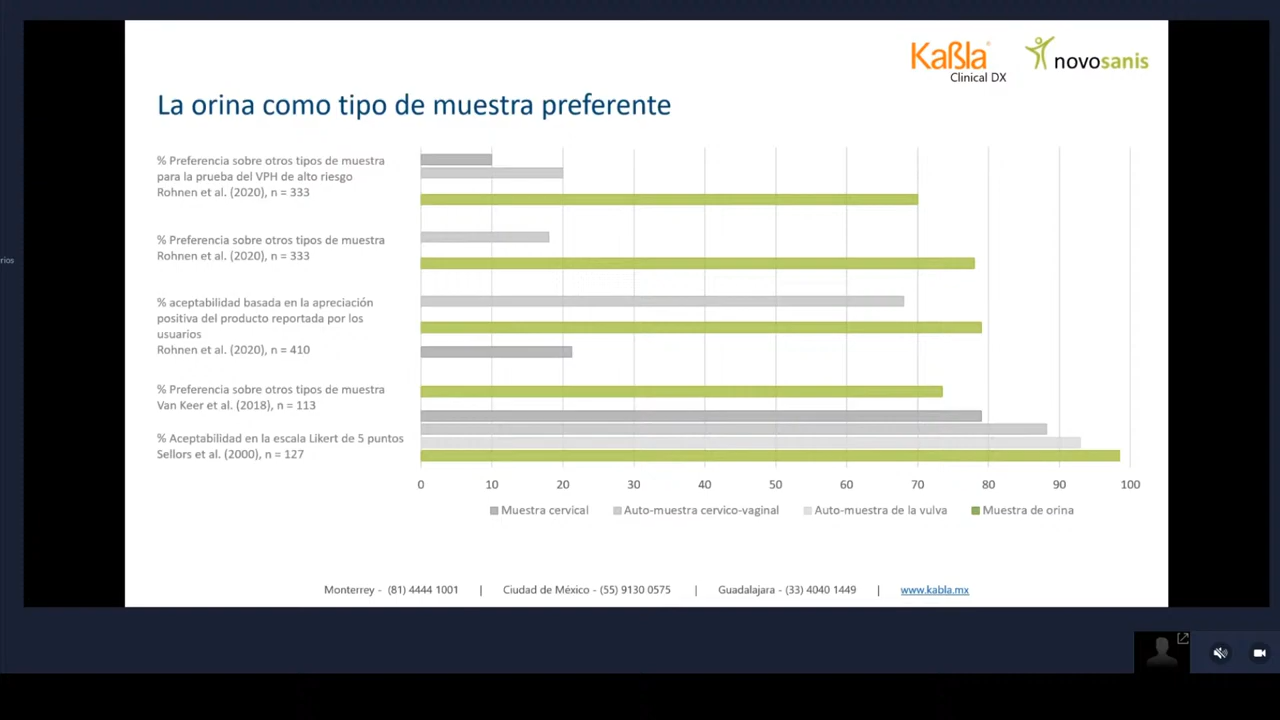 Kaßla
Clinical DX
novosanis
La orina como tipo de muestra preferente
% Preferencia sobre otros tipos de muestra
para la prueba del VPH de alto riesgo
Rohnen et al. (2020), n = 333
% Preferencia sobre otros tipos de muestra
Rohnen et al. (2020), n = 333
% aceptabilidad basada en la apreciación
positiva del producto reportada por los
usuarios
Rohnen et al. (2020), n = 410
% Preferencia sobre otros tipos de muestra
Van Keer et al. (2018), n = 113
% Aceptabilidad en la escala Likert de 5 puntos
Sellors et al. (2000), n = 127
0 10 20 30 40 50 60 70 80 90 100
Muestra cervical Auto-muestra cervico-vaginal Auto-muestra de la vulva Muestra de orina
Monterrey - (81) 4444 1001 | Ciudad de México - (55) 9130 0575 | Guadalajara - (33) 4040 1449 | www.kabla.mx
rios